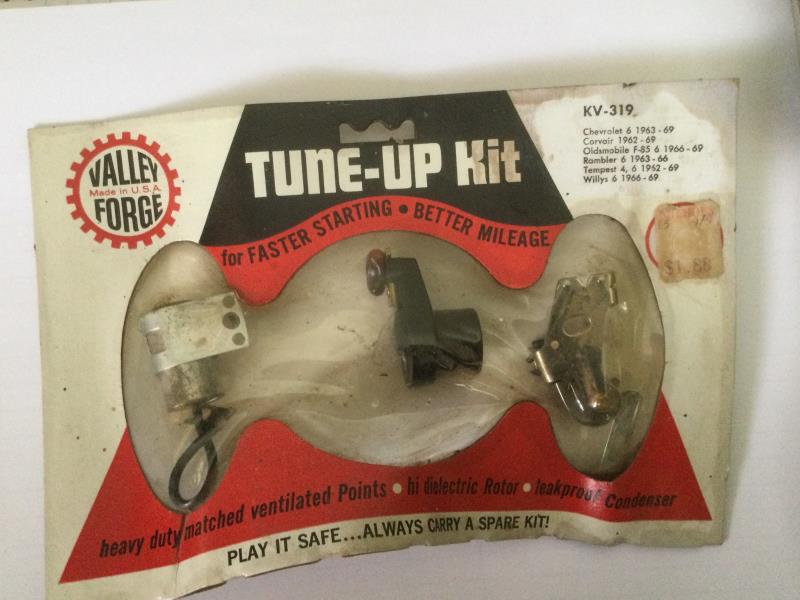 VALLEY
Made in U.S.A.
FORGE
TUNE-UP Kit
for FASTER STARTING • BETTER MILEAGE
KV-319
Chevrolet 6 1963-69
Corvair 1962-69
Oldsmobile F-85 6 1966-69
Rambler 6 1963-66
Tempest 4, 6 1962-69
Willys 6 1966-69
$1.88
heavy duty matched ventilated Points • hi dielectric Rotor • leakproof Condenser
PLAY IT SAFE...ALWAYS CARRY A SPARE KIT!